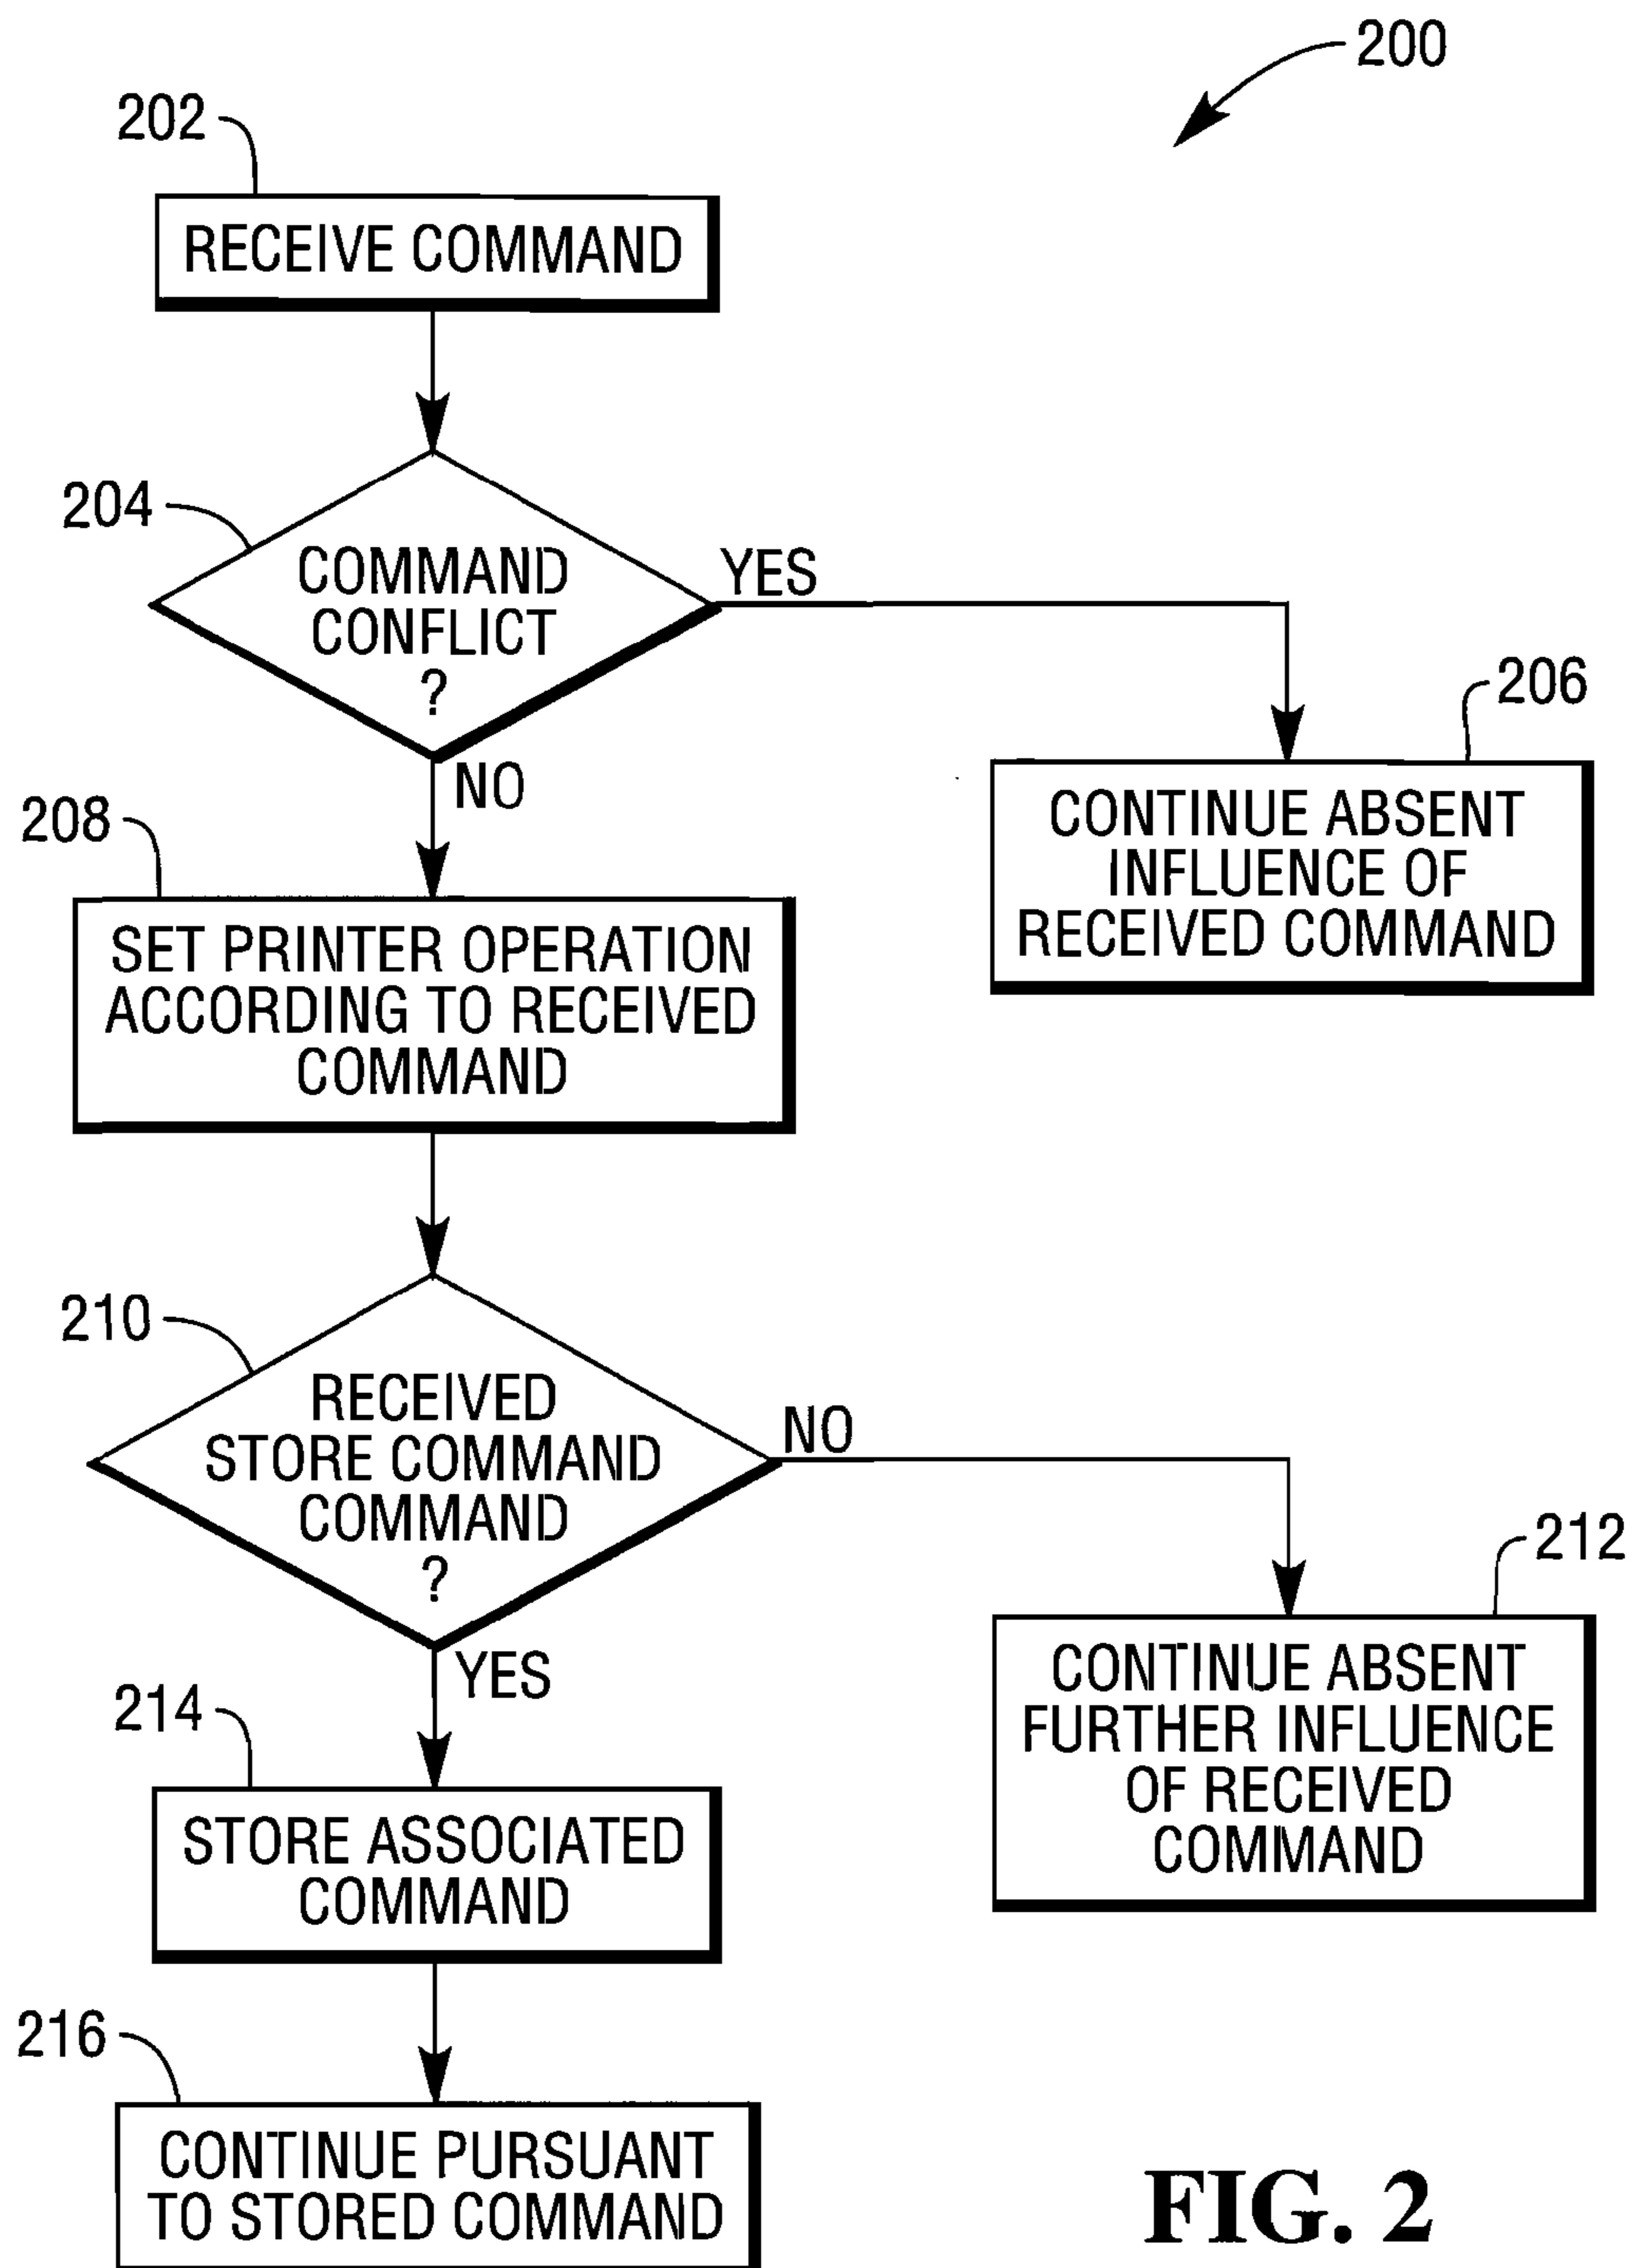 200
202
RECEIVE COMMAND
204
COMMAND
CONFLICT
?
YES
NO
206
CONTINUE ABSENT
INFLUENCE OF
RECEIVED COMMAND
208
SET PRINTER OPERATION
ACCORDING TO RECEIVED
COMMAND
210
RECEIVED
STORE COMMAND
COMMAND
?
NO
YES
212
CONTINUE ABSENT
FURTHER INFLUENCE
OF RECEIVED
COMMAND
214
STORE ASSOCIATED
COMMAND
216
CONTINUE PURSUANT
TO STORED COMMAND
FIG. 2